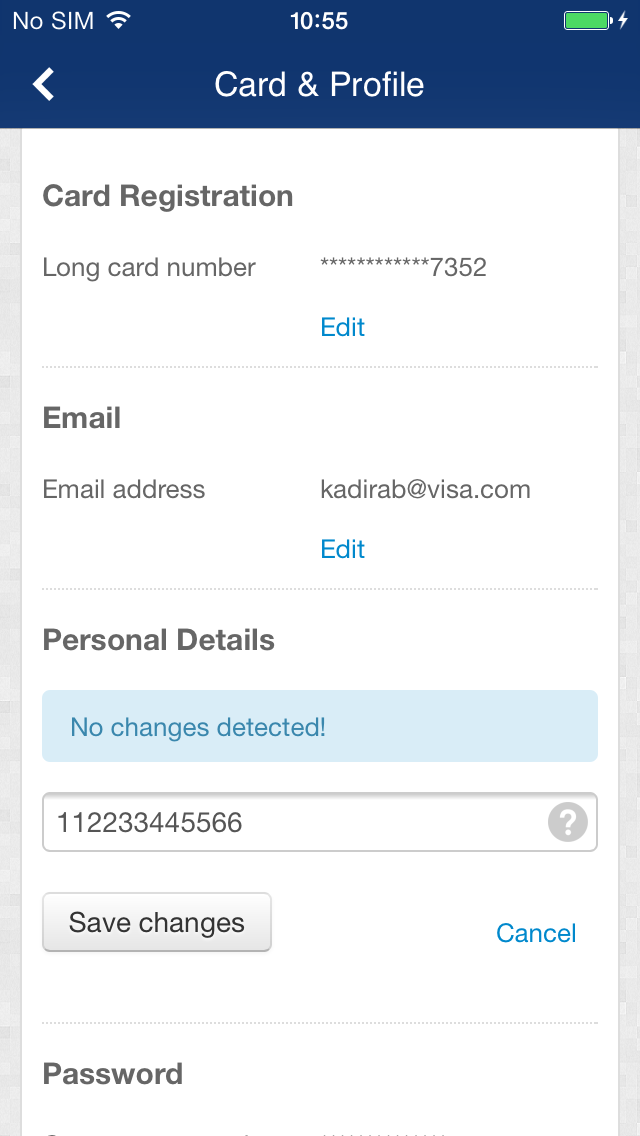 No SIM 10:55
Card & Profile
Card Registration
Long card number ************7352
Edit
Email
Email address kadirab@visa.com
Edit
Personal Details
No changes detected!
112233445566 ?
Save changes Cancel
Password